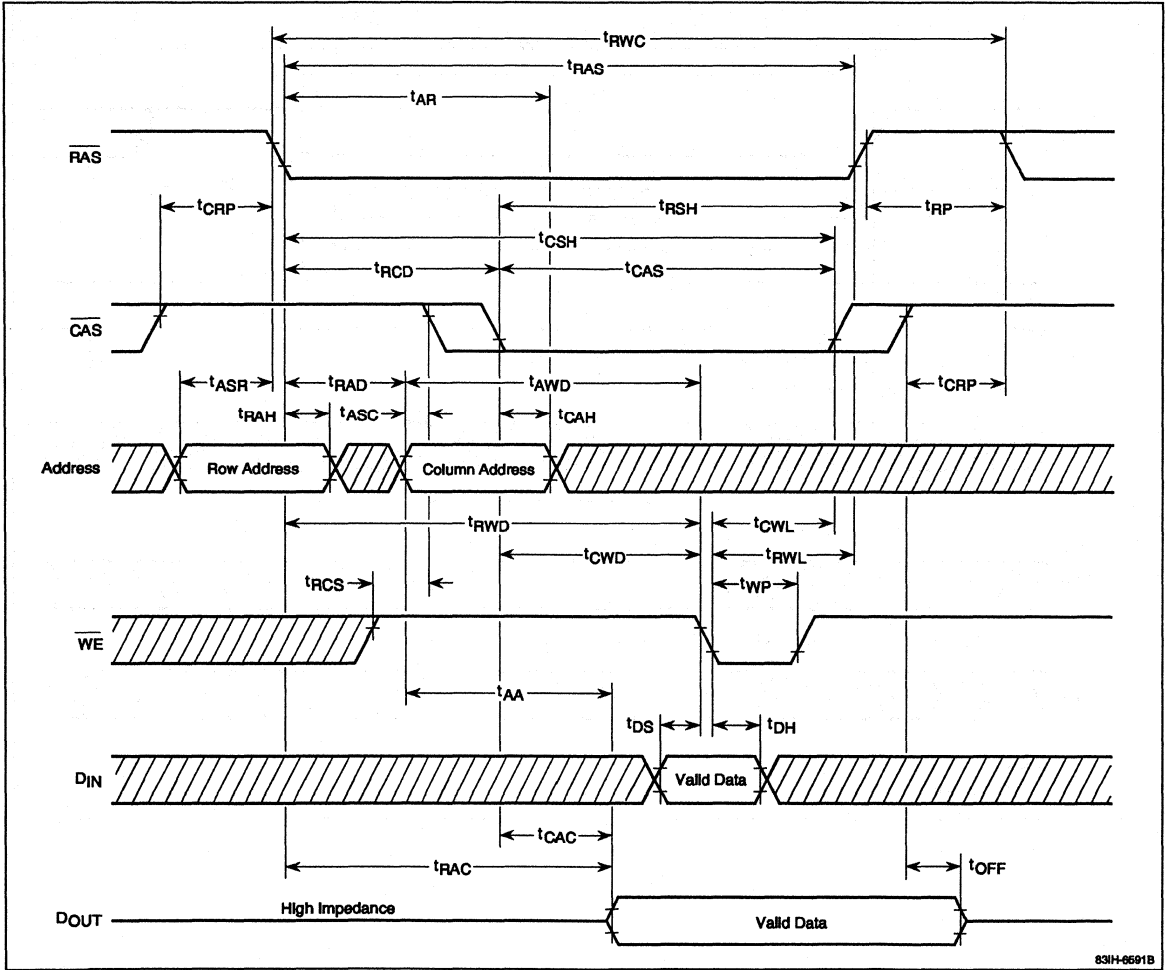 tRWC
tRAS
tAR
RAS
tCRP
tRSH
tRP
tCSH
tRCD
tCAS
CAS
tASR
tRAD
tAWD
tCRP
tRAH
tASC
tCAH
Address
Row Address
Column Address
tRWD
tCWL
tCWD
tRWL
tRCS
tWP
WE
tAA
tDS
tDH
DIN
Valid Data
tCAC
tRAC
tOFF
High Impedance
DOUT
Valid Data
83IH-6591B